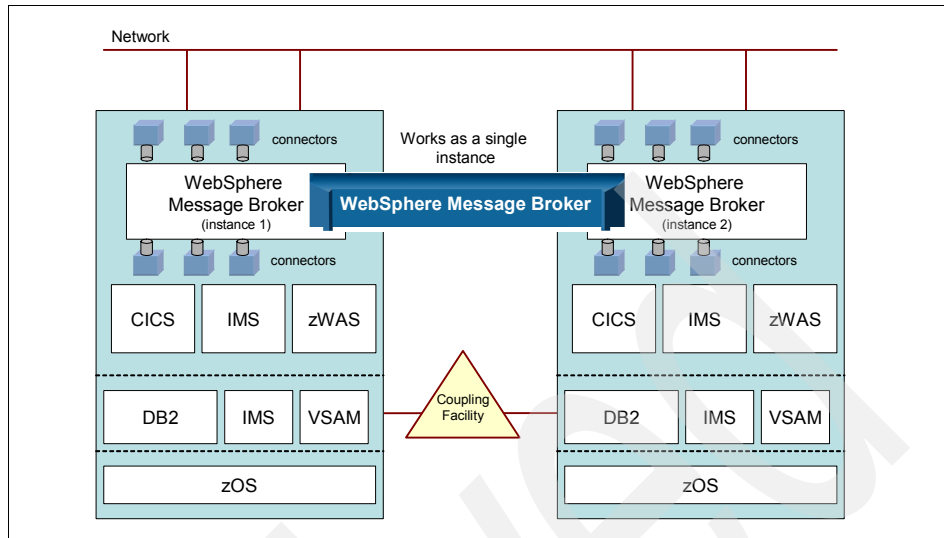 Network
connectors
WebSphere
Message Broker
(instance 1)
connectors
CICS
IMS
zWAS
DB2
IMS
VSAM
zOS
Works as a single
instance
WebSphere Message Broker
Coupling
Facility
connectors
WebSphere
Message Broker
(instance 2)
connectors
CICS
IMS
zWAS
DB2
IMS
VSAM
zOS